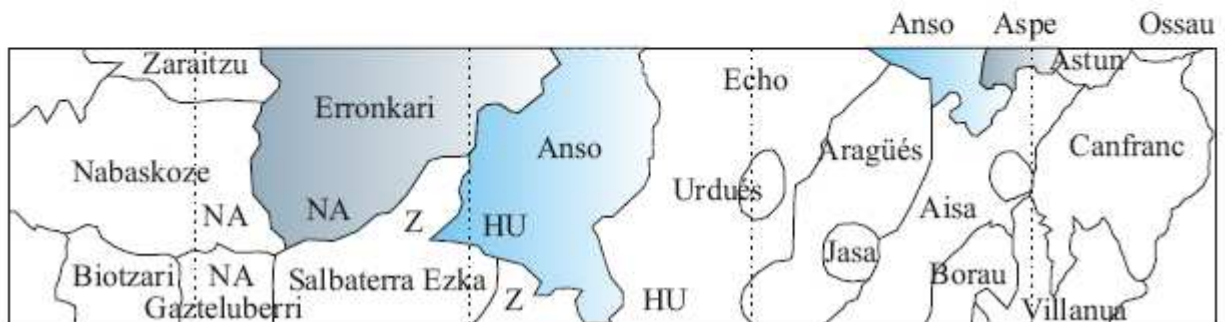 Anso Aspe Ossau
Zaraitzu Echo Astun
Erronkari
Nabaskoze Anso Aragüés Canfranc
Urdués
NA NA Z HU Aisa
Biotzari NA Salbaterra Ezka Jasa Borau
Gazteluberri Z HU Villanua